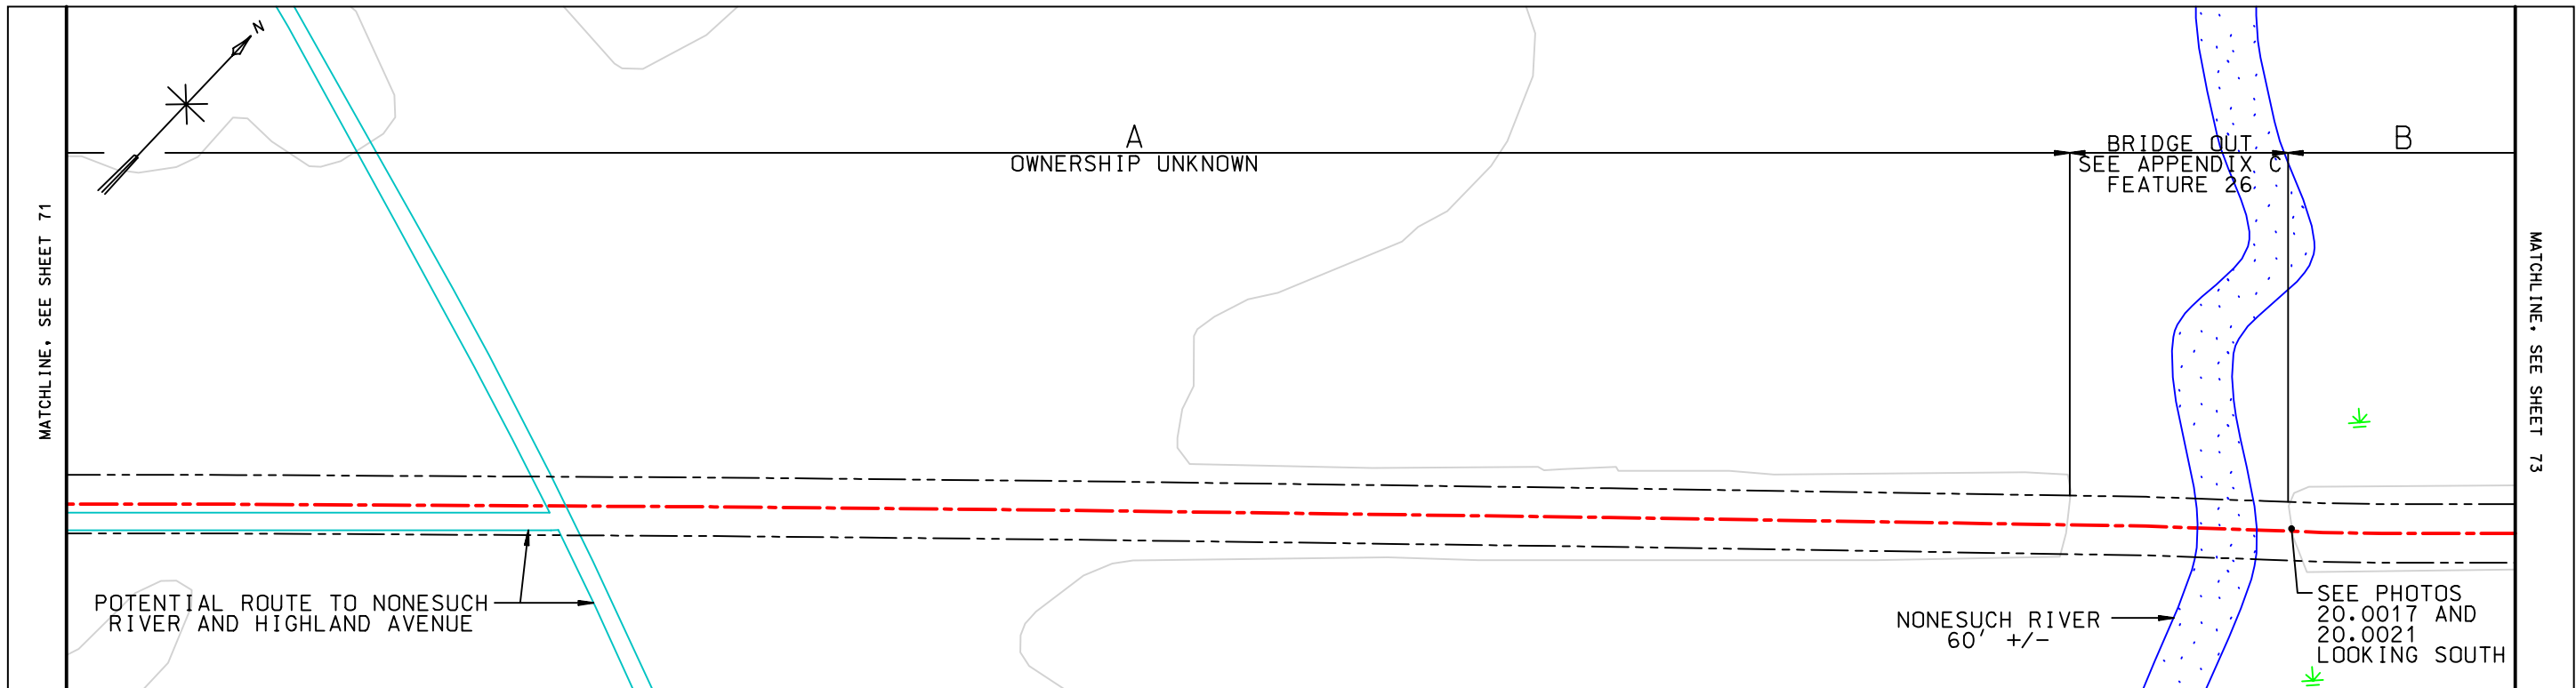 N
MATCHLINE, SEE SHEET 71
A
OWNERSHIP UNKNOWN
BRIDGE OUT
SEE APPENDIX C
FEATURE 26
B
MATCHLINE, SEE SHEET 73
POTENTIAL ROUTE TO NONESUCH
RIVER AND HIGHLAND AVENUE
NONESUCH RIVER
60' +/-
SEE PHOTOS
20.0017 AND
20.0021
LOOKING SOUTH